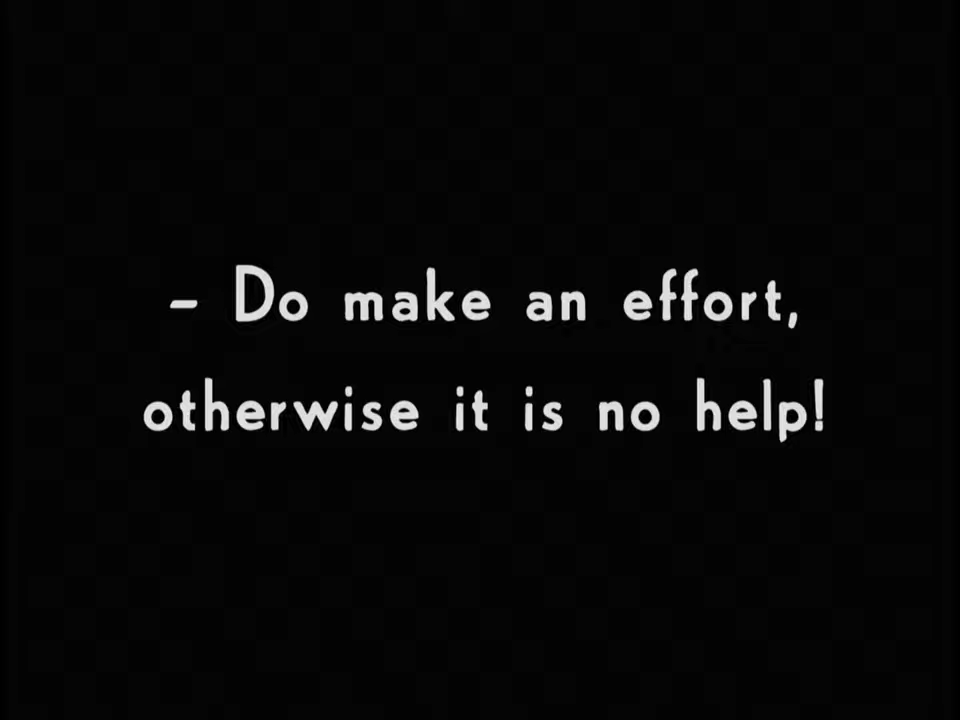 – Do make an effort,
otherwise it is no help!